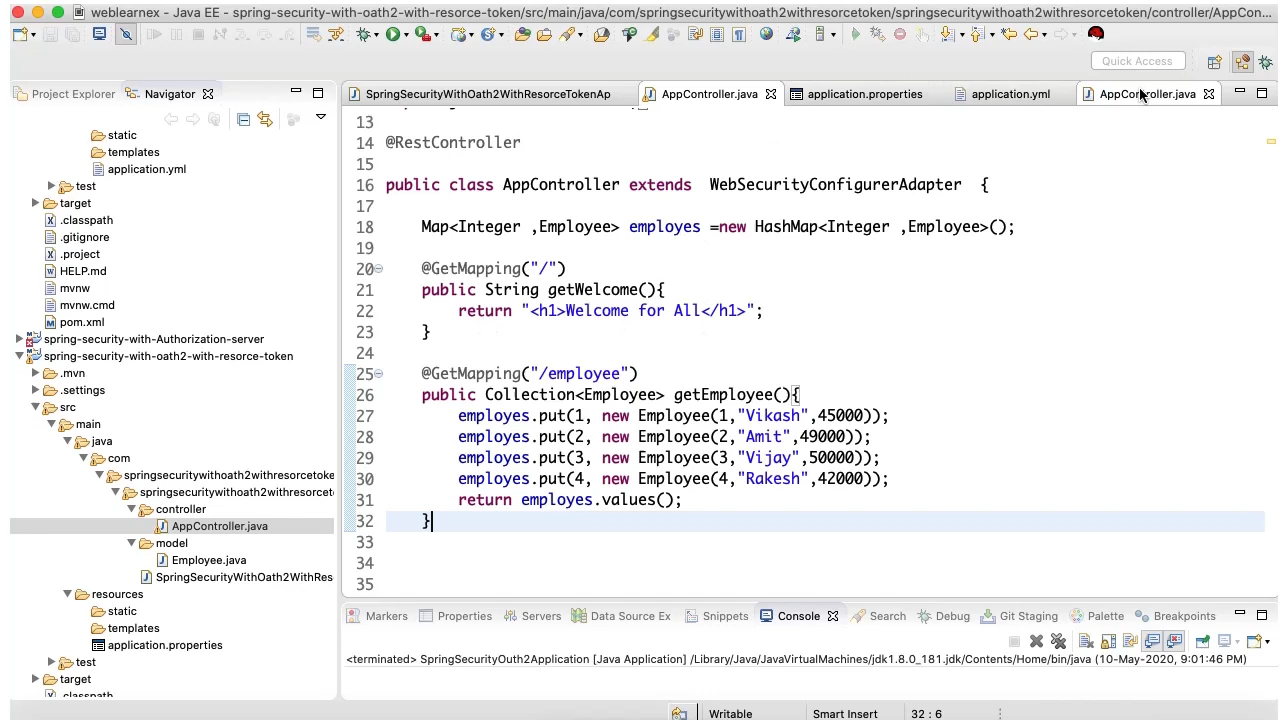 weblearnex - Java EE - spring-security-with-oath2-with-resorce-token/src/main/java/com/springsecuritywithoath2withresorcetoken/springsecuritywithoath2withresorcetoken/controller/AppCon...
Quick Access
Project Explorer
Navigator
SpringSecurityWithOath2WithResorceTokenAp
AppController.java
application.properties
application.yml
AppController.java
static
templates
application.yml
test
target
.classpath
.gitignore
.project
HELP.md
mvnw
mvnw.cmd
pom.xml
spring-security-with-Authorization-server
spring-security-with-oath2-with-resorce-token
.mvn
.settings
src
main
java
com
springsecuritywithoath2withresorcetoke
springsecuritywithoath2withresorcet
controller
AppController.java
model
Employee.java
SpringSecurityWithOath2WithRes
resources
static
templates
application.properties
test
target
.classpath
13
14 @RestController
15
16 public class AppController extends  WebSecurityConfigurerAdapter  {
17
18 Map<Integer ,Employee> employes =new HashMap<Integer ,Employee>();
19
20 @GetMapping("/")
21 public String getWelcome(){
22 return "<h1>Welcome for All</h1>";
23 }
24
25 @GetMapping("/employee")
26 public Collection<Employee> getEmployee(){
27 employes.put(1, new Employee(1,"Vikash",45000));
28 employes.put(2, new Employee(2,"Amit",49000));
29 employes.put(3, new Employee(3,"Vijay",50000));
30 employes.put(4, new Employee(4,"Rakesh",42000));
31 return employes.values();
32 }
33
34
35
Markers
Properties
Servers
Data Source Ex
Snippets
Console
Search
Debug
Git Staging
Palette
Breakpoints
<terminated> SpringSecurityOuth2Application [Java Application] /Library/Java/JavaVirtualMachines/jdk1.8.0_181.jdk/Contents/Home/bin/java (10-May-2020, 9:01:46 PM)
Writable
Smart Insert
32 : 6